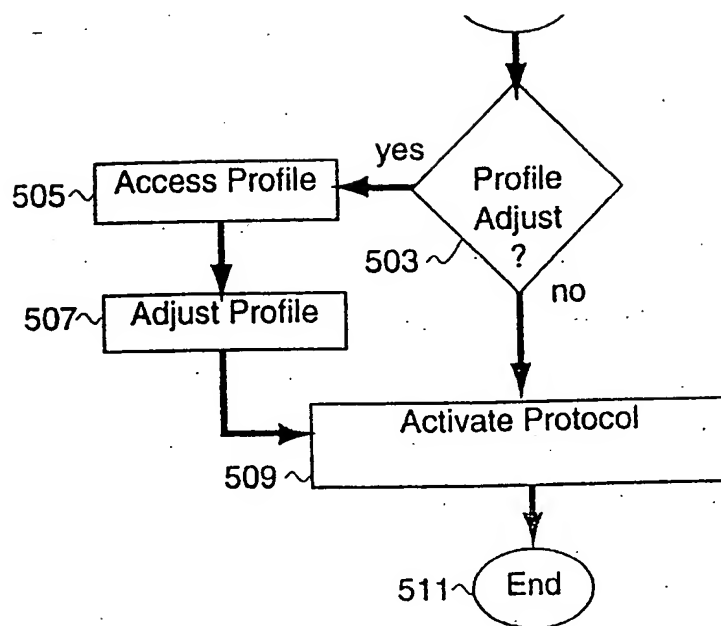 yes
505
Access Profile
Profile
Adjust
?
503
no
507
Adjust Profile
Activate Protocol
509
511
End